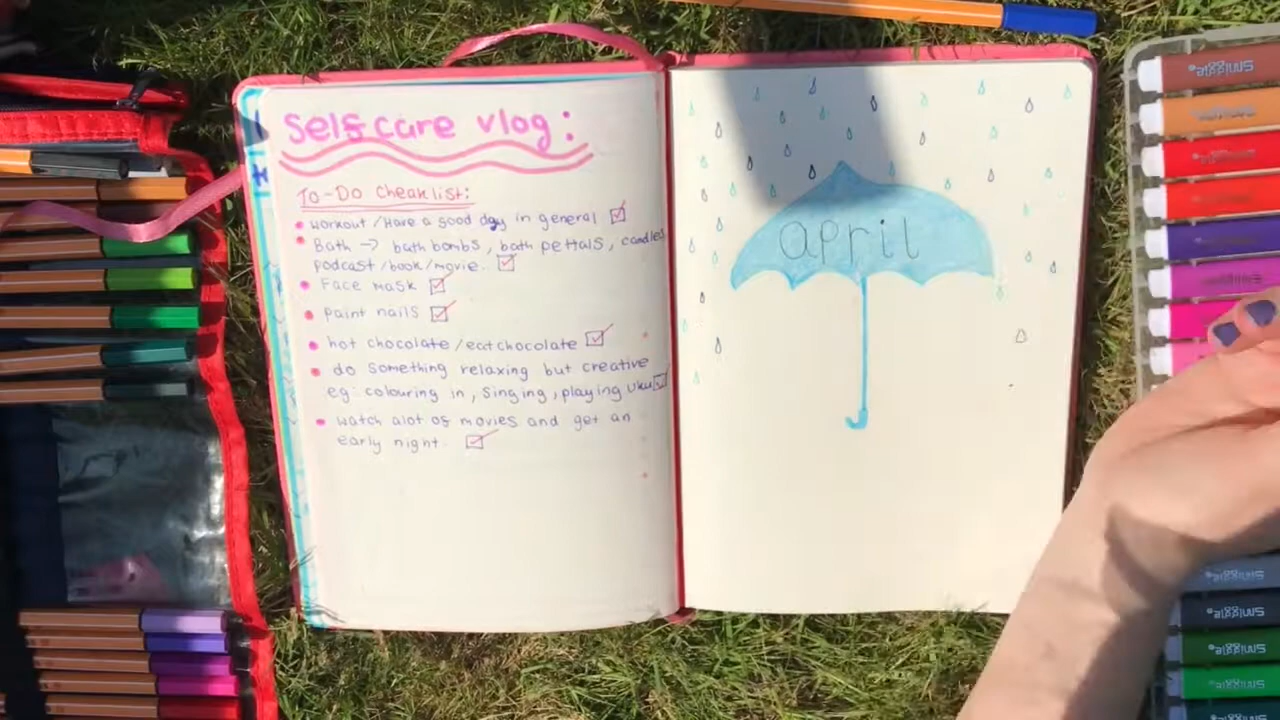 Self care vlog:
To-Do Checklist:
workout/Have a good day in general
Bath → bath bombs, bath pettals, candles
podcast/book/movie.
Face mask
paint nails
hot chocolate/eat chocolate
do something relaxing but creative
eg: colouring in, singing, playing uku
watch alot of movies and get an
early night.
april
smiggle
smiggle
smiggle
smiggle
smiggle
smiggle